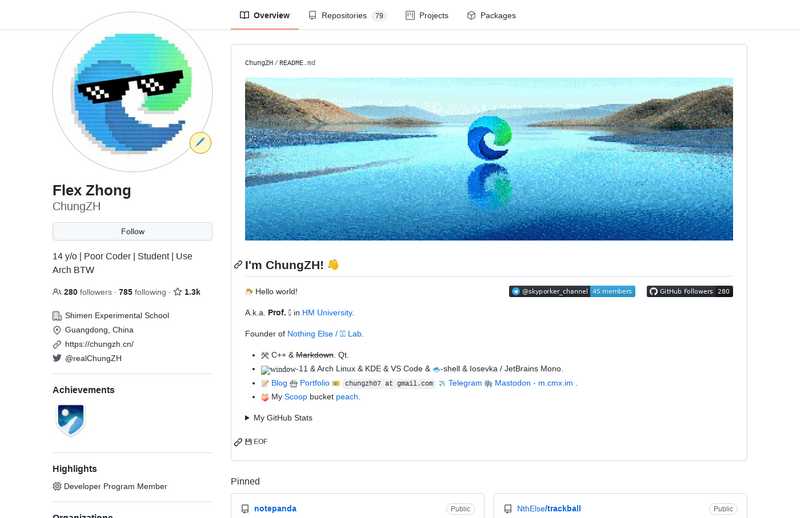 Overview
Repositories 79
Projects
Packages
Flex Zhong
ChungZH
Follow
14 y/o | Poor Coder | Student | Use
Arch BTW
280 followers · 785 following · 1.3k
Shimen Experimental School
Guangdong, China
https://chungzh.cn/
@realChungZH
Achievements
Highlights
Developer Program Member
Organizations
ChungZH / README.md
I'm ChungZH! 👋
Hello world!
@skyporker_channel 45 members
GitHub Followers 280
A.k.a. Prof. in HM University.
Founder of Nothing Else / Lab.
C++ & Markdown. Qt.
window-11 & Arch Linux & KDE & VS Code & 🐟-shell & Iosevka / JetBrains Mono.
Blog Portfolio chungzh07 at gmail.com Telegram Mastodon - m.cmx.im .
My Scoop bucket peach.
My GitHub Stats
EOF
Pinned
notepanda Public
NthElse/trackball Public